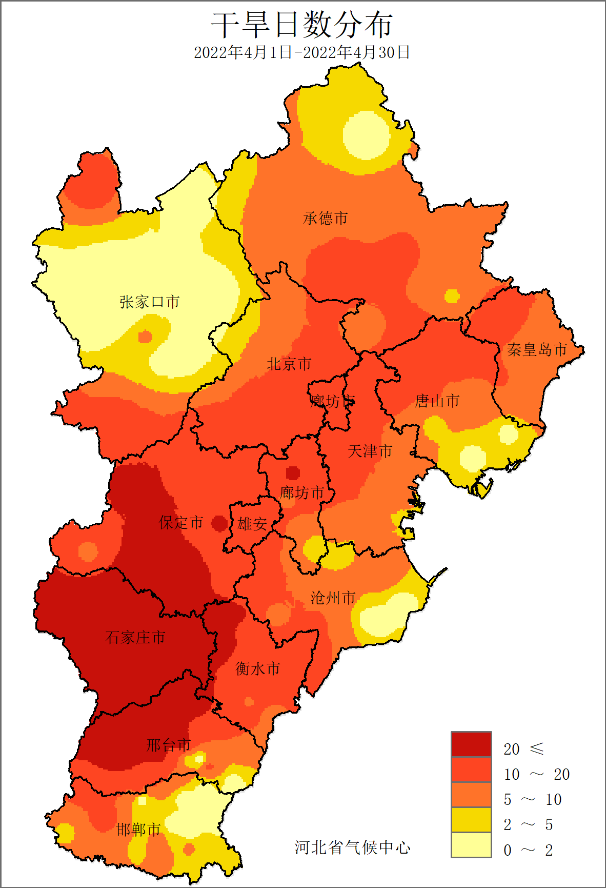 干旱日数分布
2022年4月1日-2022年4月30日
承德市
张家口市
秦皇岛市
北京市
廊坊市
唐山市
天津市
廊坊市
保定市
雄安
沧州市
石家庄市
衡水市
邢台市
邯郸市
20 ≤
10 ~ 20
5 ~ 10
2 ~ 5
0 ~ 2
河北省气候中心